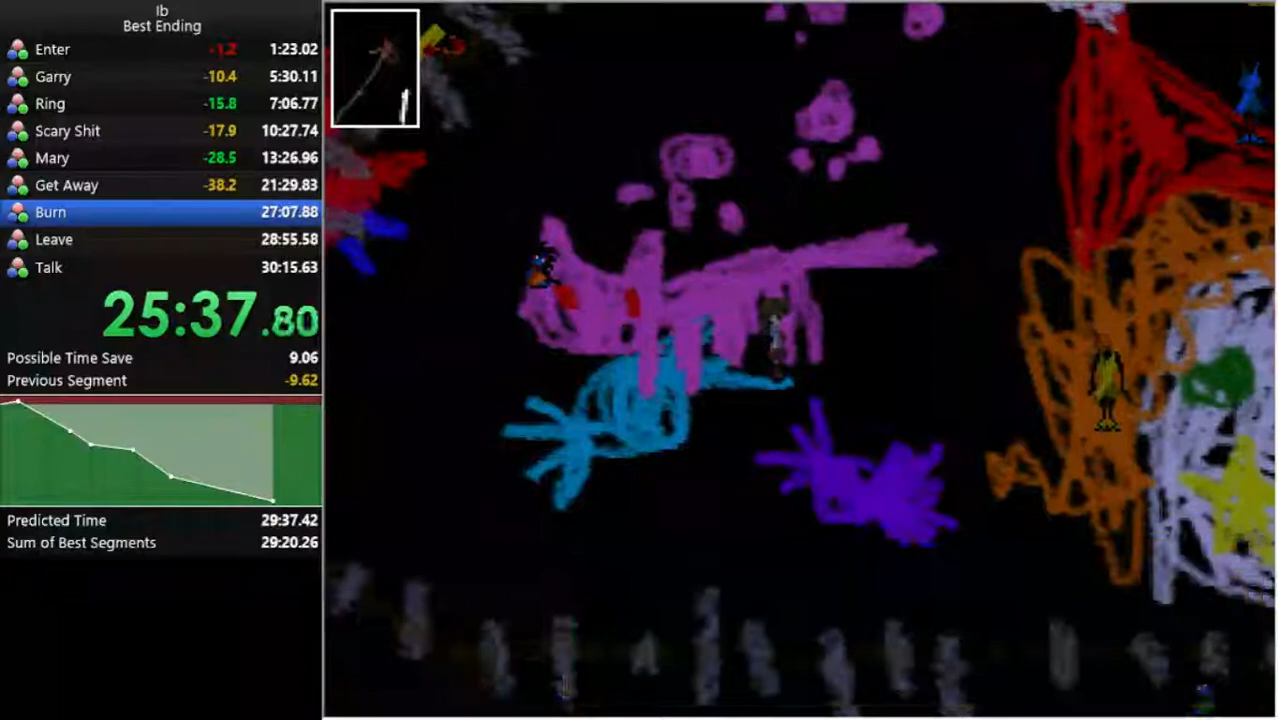 Ib
Best Ending
Enter -1.2 1:23.02
Garry -10.4 5:30.11
Ring -15.8 7:06.77
Scary Shit -17.9 10:27.74
Mary -28.5 13:26.96
Get Away -38.2 21:29.83
Burn 27:07.88
Leave 28:55.58
Talk 30:15.63
25:37.80
Possible Time Save 9.06
Previous Segment -9.62
Predicted Time 29:37.42
Sum of Best Segments 29:20.26